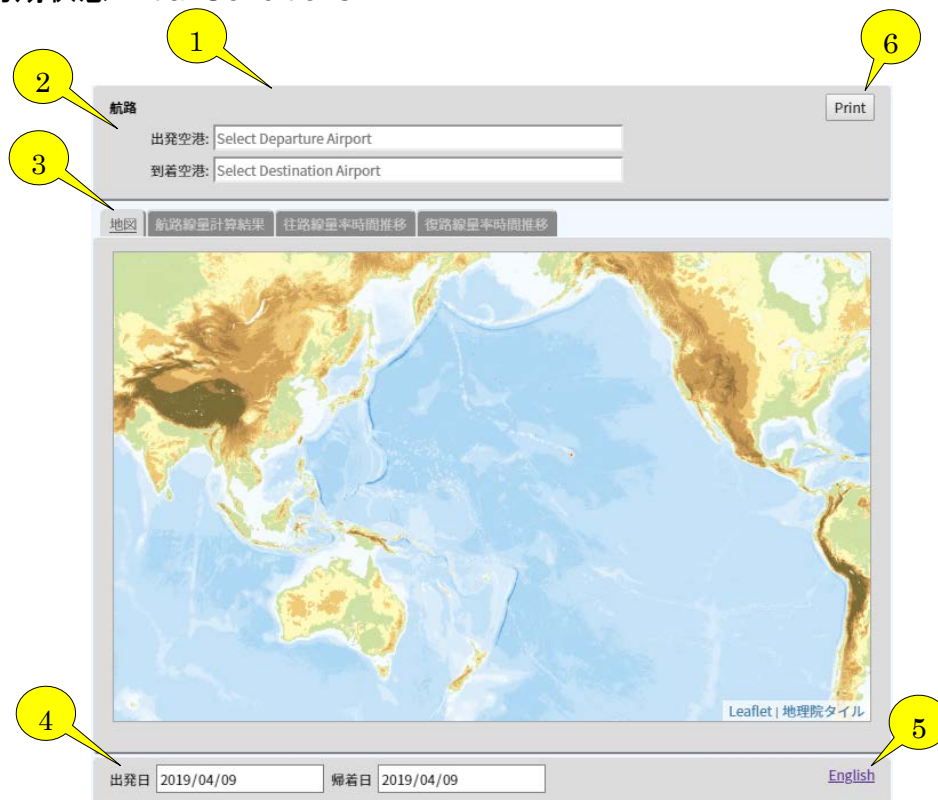 1
6
2
航路
Print
出発空港: Select Departure Airport
3
到着空港: Select Destination Airport
地図 航路線量計算結果 往路線量率時間推移 復路線量率時間推移
Leaflet | 地理院タイル
4
5
出発日 2019/04/09 帰着日 2019/04/09 English